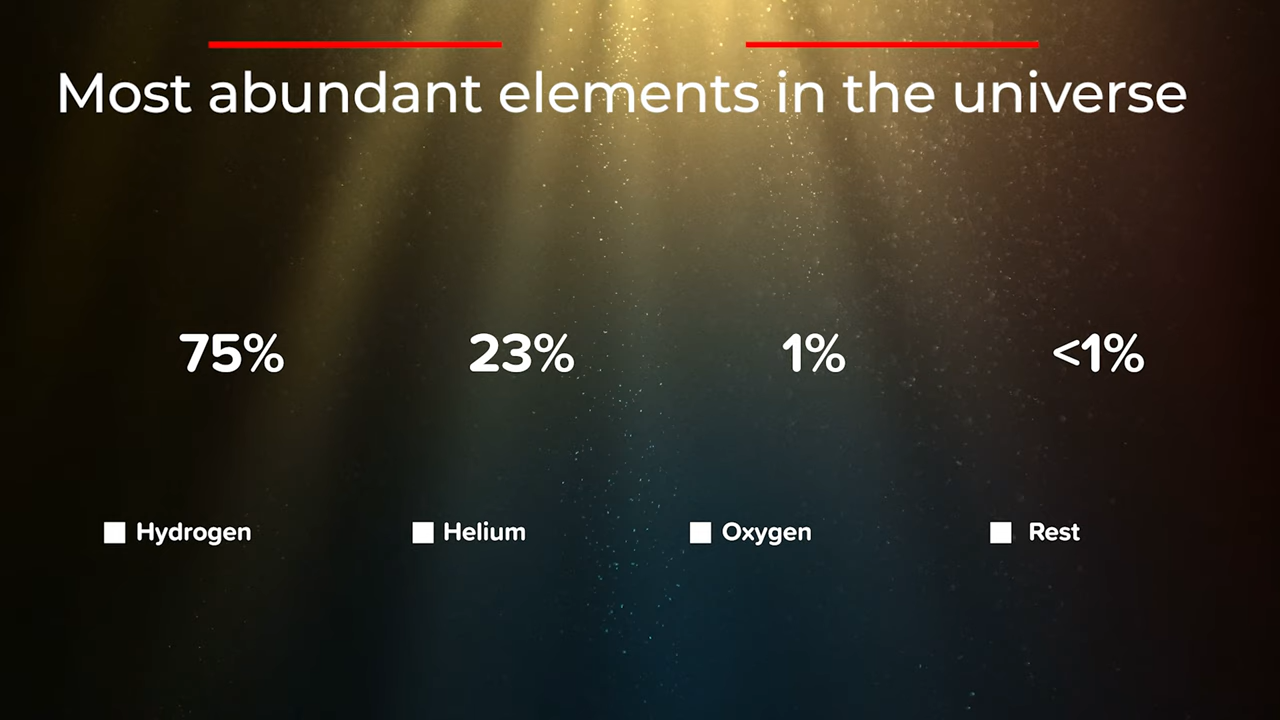 Most abundant elements in the universe
75% 23% 1% <1%
Hydrogen Helium Oxygen Rest